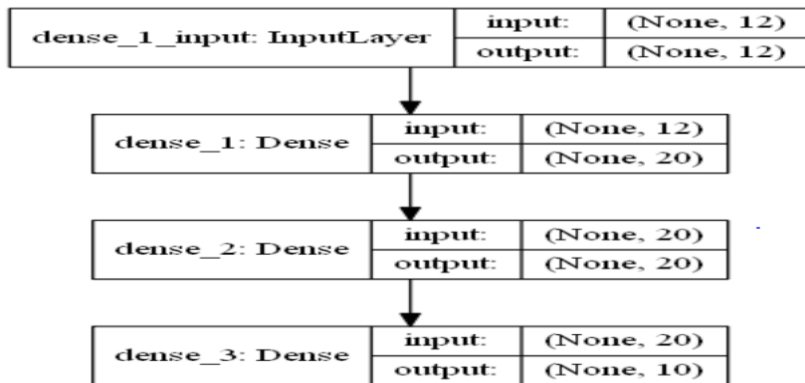 dense_1_input: InputLayer input: (None, 12)
output: (None, 12)
dense_1: Dense input: (None, 12)
output: (None, 20)
dense_2: Dense input: (None, 20)
output: (None, 20)
dense_3: Dense input: (None, 20)
output: (None, 10)